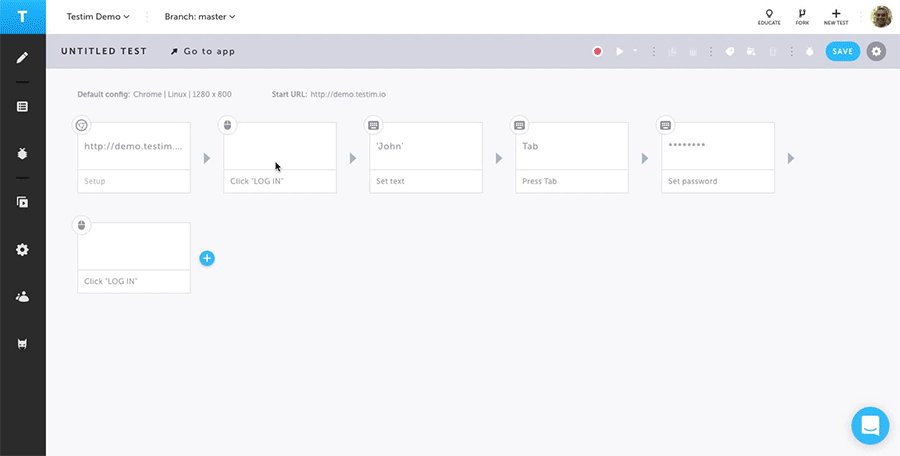 T
Testim Demo
Branch: master
EDUCATE
FORK
NEW TEST
UNTITLED TEST
Go to app
SAVE
Default config: Chrome | Linux | 1280 x 800
Start URL: http://demo.testim.io
http://demo.testim....
Setup
Click "LOG IN"
'John'
Set text
Tab
Press Tab
********
Set password
Click "LOG IN"